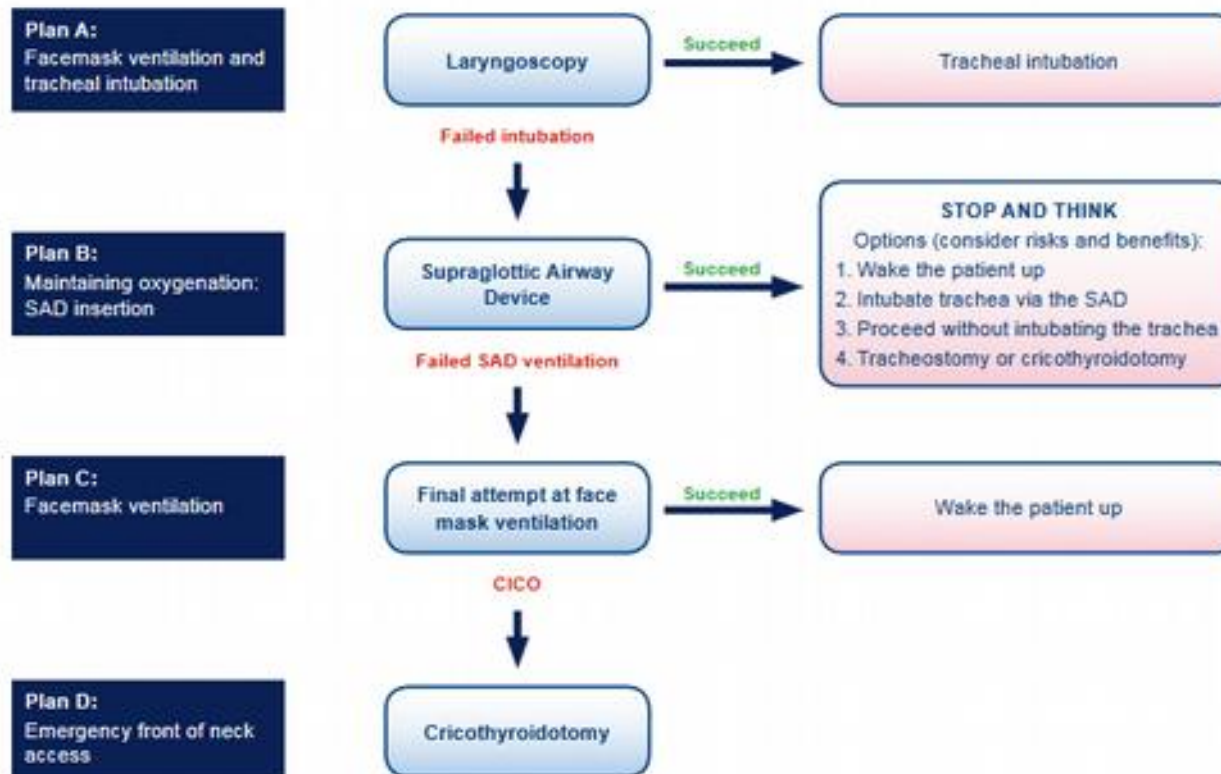 Plan A:
Facemask ventilation and
tracheal intubation
Laryngoscopy
Succeed
Tracheal intubation
Failed intubation
Plan B:
Maintaining oxygenation:
SAD insertion
Supraglottic Airway
Device
Succeed
STOP AND THINK
Options (consider risks and benefits):
1. Wake the patient up
2. Intubate trachea via the SAD
3. Proceed without intubating the trachea
4. Tracheostomy or cricothyroidotomy
Failed SAD ventilation
Plan C:
Facemask ventilation
Final attempt at face
mask ventilation
Succeed
Wake the patient up
CICO
Plan D:
Emergency front of neck
access
Cricothyroidotomy